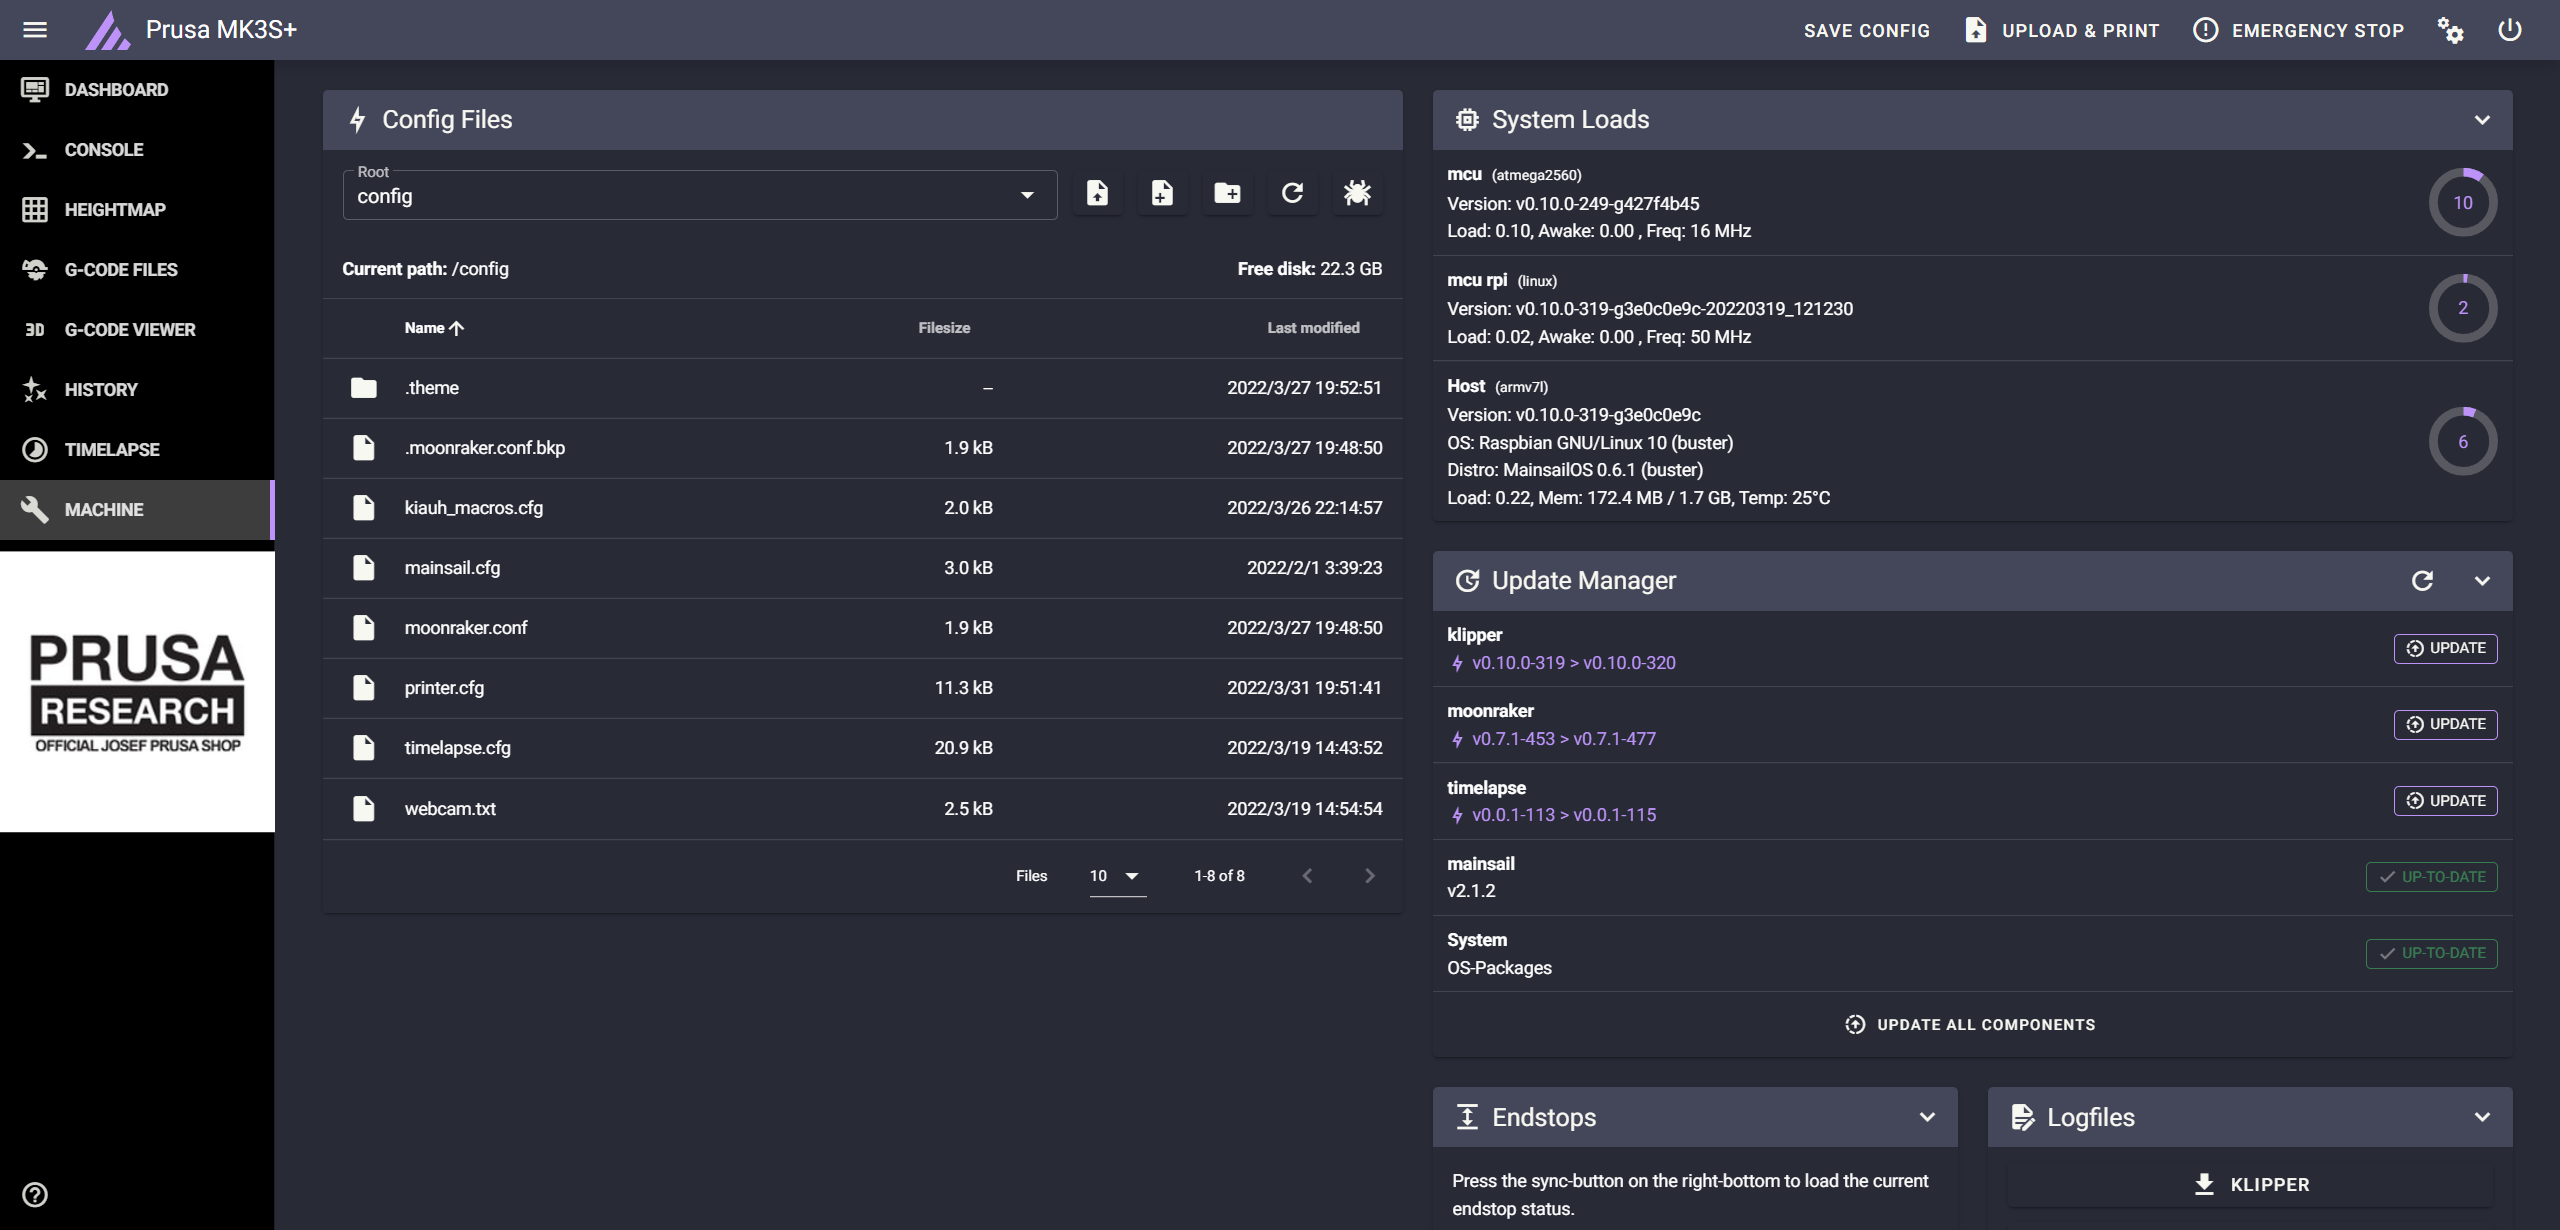 Prusa MK3S+
SAVE CONFIG
UPLOAD & PRINT
EMERGENCY STOP
DASHBOARD
CONSOLE
HEIGHTMAP
G-CODE FILES
3D G-CODE VIEWER
HISTORY
TIMELAPSE
MACHINE
PRUSA
RESEARCH
OFFICIAL JOSEF PRUSA SHOP
Config Files
Root
config
Current path: /config
Free disk: 22.3 GB
Name Filesize Last modified
.theme – 2022/3/27 19:52:51
.moonraker.conf.bkp 1.9 kB 2022/3/27 19:48:50
kiauh_macros.cfg 2.0 kB 2022/3/26 22:14:57
mainsail.cfg 3.0 kB 2022/2/1 3:39:23
moonraker.conf 1.9 kB 2022/3/27 19:48:50
printer.cfg 11.3 kB 2022/3/31 19:51:41
timelapse.cfg 20.9 kB 2022/3/19 14:43:52
webcam.txt 2.5 kB 2022/3/19 14:54:54
Files 10 1-8 of 8
System Loads
mcu (atmega2560)
Version: v0.10.0-249-g427f4b45
Load: 0.10, Awake: 0.00 , Freq: 16 MHz
10
mcu rpi (linux)
Version: v0.10.0-319-g3e0c0e9c-20220319_121230
Load: 0.02, Awake: 0.00 , Freq: 50 MHz
2
Host (armv7l)
Version: v0.10.0-319-g3e0c0e9c
OS: Raspbian GNU/Linux 10 (buster)
Distro: MainsailOS 0.6.1 (buster)
Load: 0.22, Mem: 172.4 MB / 1.7 GB, Temp: 25°C
6
Update Manager
klipper
v0.10.0-319 > v0.10.0-320
UPDATE
moonraker
v0.7.1-453 > v0.7.1-477
UPDATE
timelapse
v0.0.1-113 > v0.0.1-115
UPDATE
mainsail
v2.1.2
UP-TO-DATE
System
OS-Packages
UP-TO-DATE
UPDATE ALL COMPONENTS
Endstops
Press the sync-button on the right-bottom to load the current
endstop status.
Logfiles
KLIPPER